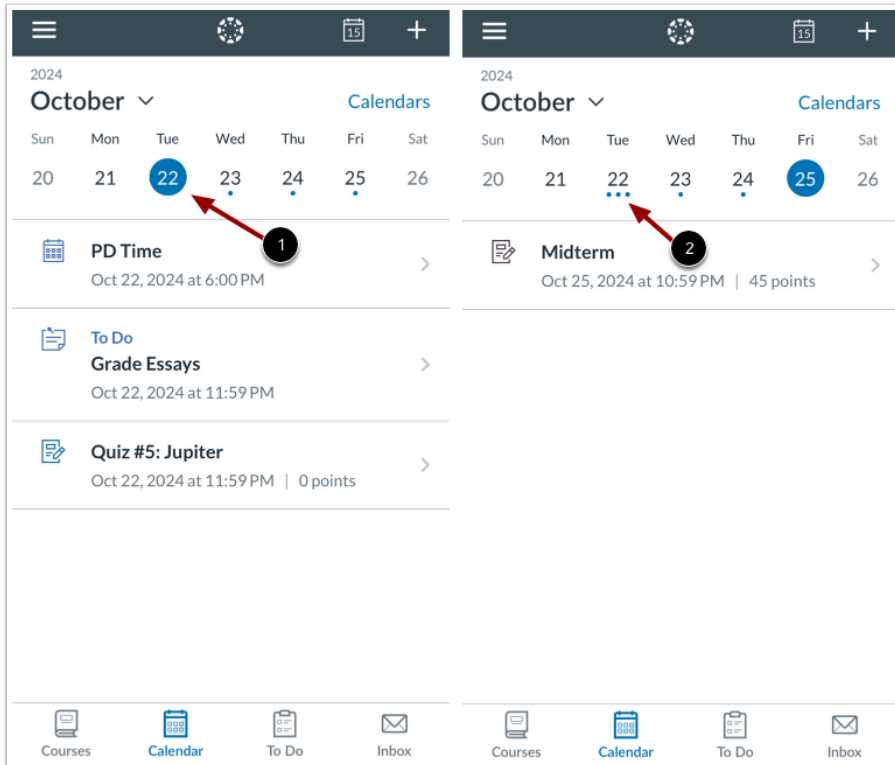 15
2024
October
Calendars
Sun Mon Tue Wed Thu Fri Sat
20 21 22 23 24 25 26
1
PD Time
Oct 22, 2024 at 6:00 PM
To Do
Grade Essays
Oct 22, 2024 at 11:59 PM
Quiz #5: Jupiter
Oct 22, 2024 at 11:59 PM | 0 points
Courses Calendar To Do Inbox
15
2024
October
Calendars
Sun Mon Tue Wed Thu Fri Sat
20 21 22 23 24 25 26
2
Midterm
Oct 25, 2024 at 10:59 PM | 45 points
Courses Calendar To Do Inbox